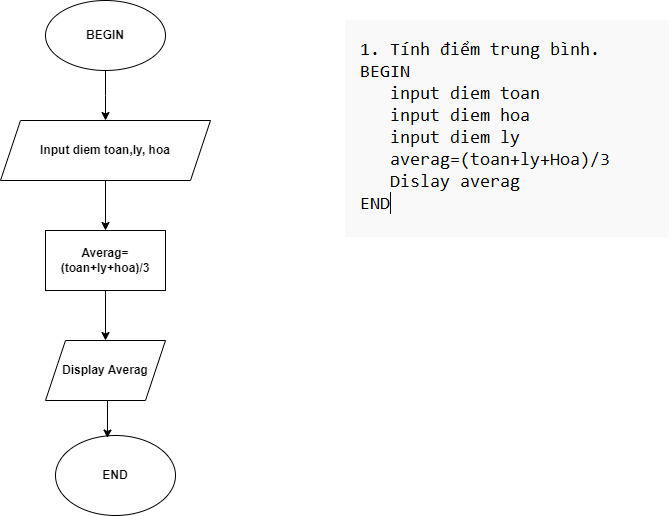 BEGIN
Input diem toan,ly, hoa
Averag=
(toan+ly+hoa)/3
Display Averag
END
1. Tính điểm trung bình.
BEGIN
input diem toan
input diem hoa
input diem ly
averag=(toan+ly+Hoa)/3
Dislay averag
END